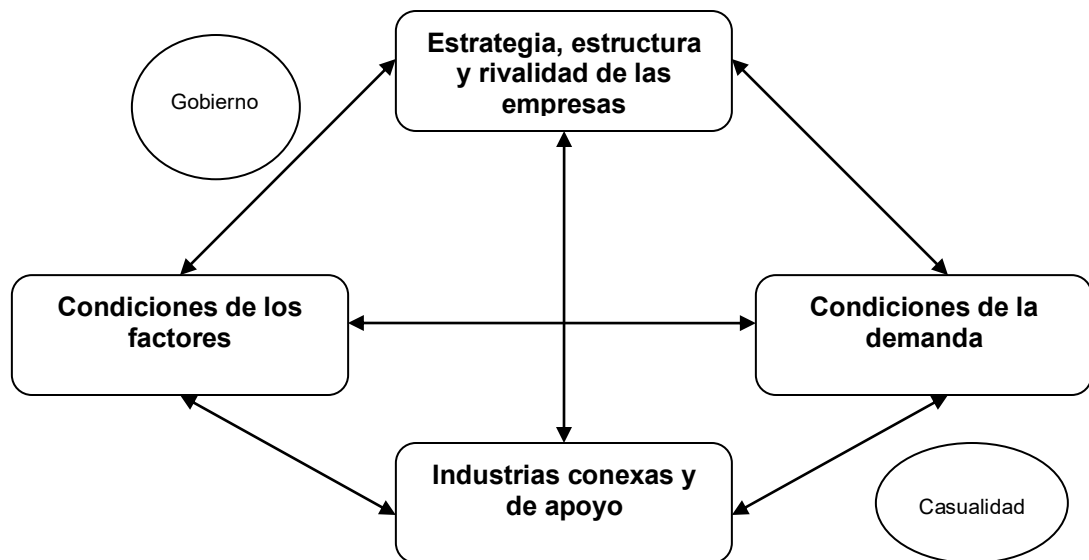 Estrategia, estructura
y rivalidad de las
empresas
Gobierno
Condiciones de los
factores
Condiciones de la
demanda
Industrias conexas y
de apoyo
Casualidad